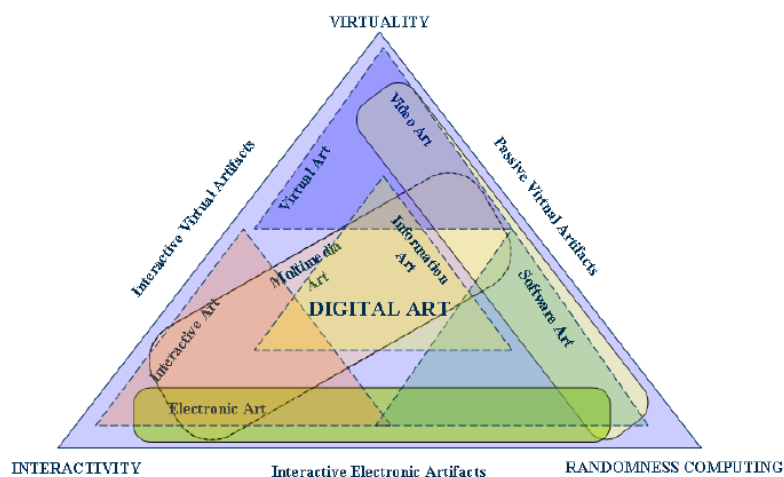 VIRTUALITY
Video Art
Virtual Art
Interactive Virtual Artifacts
Passive Virtual Artifacts
Information
Art
Moltimedia
Art
DIGITAL ART
Software Art
Interactive Art
Electronic Art
INTERACTIVITY
Interactive Electronic Artifacts
RANDOMNESS COMPUTING